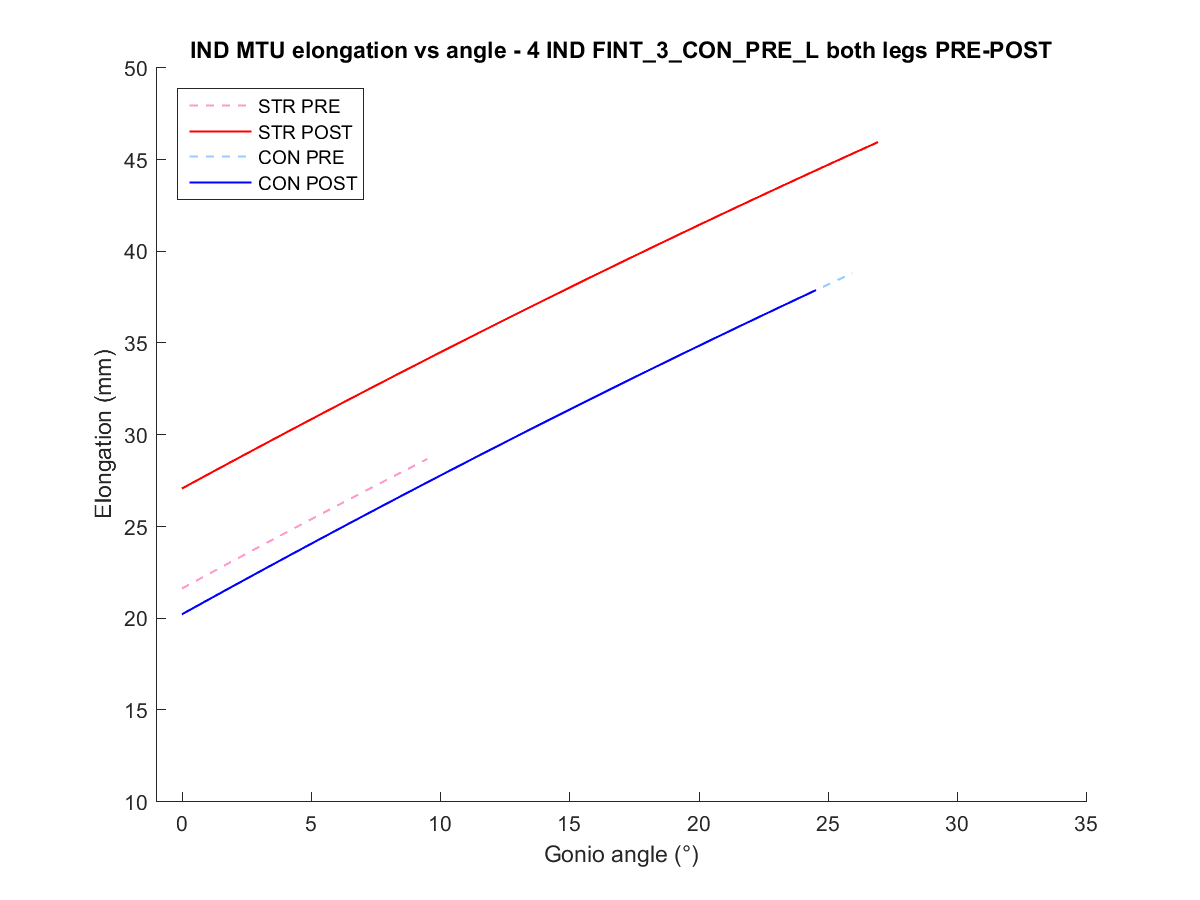 IND MTU elongation vs angle - 4 IND FINT_3_CON_PRE_L both legs PRE-POST
50
45
40
35
30
25
20
15
10
Elongation (mm)
STR PRE
STR POST
CON PRE
CON POST
0 5 10 15 20 25 30 35
Gonio angle (°)